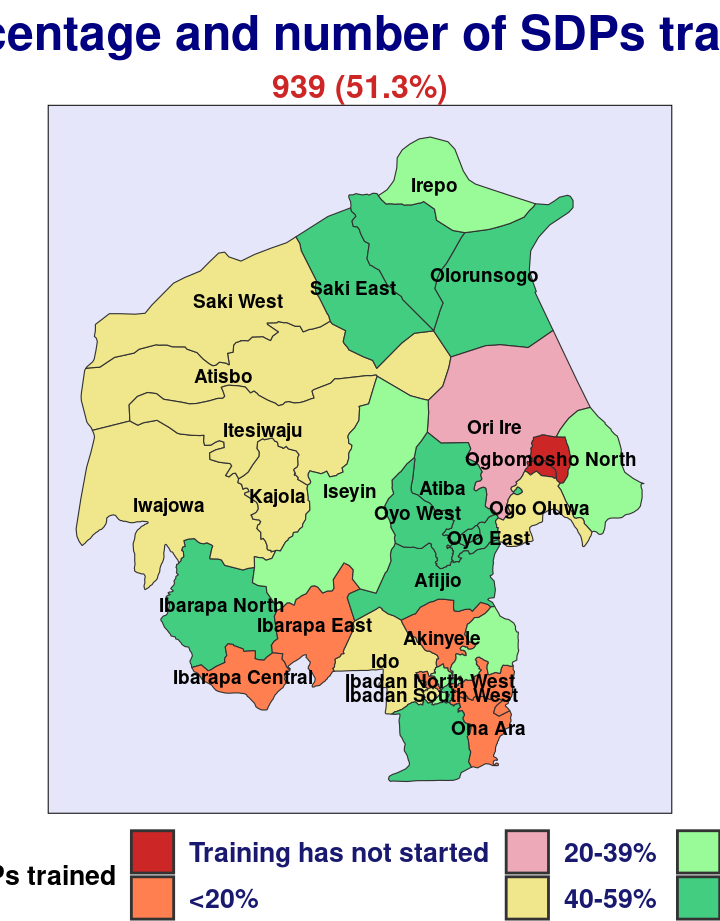 centage and number of SDPs tra
939 (51.3%)
Irepo
Olorunsogo
Saki East
Saki West
Atisbo
Itesiwaju
Ori Ire
Ogbomosho North
Iseyin
Atiba
Kajola
Iwajowa
Ogo Oluwa
Oyo West
Oyo East
Afijio
Ibarapa North
Ibarapa East
Akinyele
Ido
Ibarapa Central
Ibadan North West
Ibadan South West
Ona Ara
Training has not started
20-39%
Ps trained
<20%
40-59%